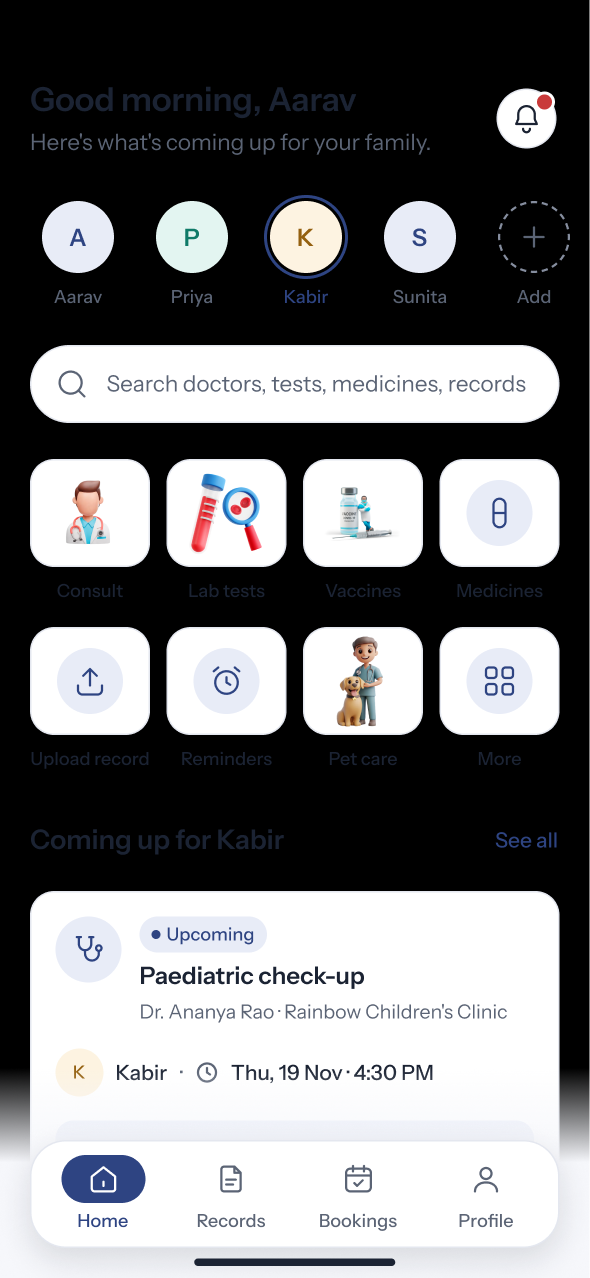 Good morning, Aarav
Here's what's coming up for your family.
A
P
K
S
Aarav
Priya
Kabir
Sunita
Add
Search doctors, tests, medicines, records
Consult
Lab tests
Vaccines
Medicines
Upload record
Reminders
Pet care
More
Coming up for Kabir
See all
Upcoming
Paediatric check-up
Dr. Ananya Rao · Rainbow Children's Clinic
K
Kabir · Thu, 19 Nov · 4:30 PM
Home
Records
Bookings
Profile